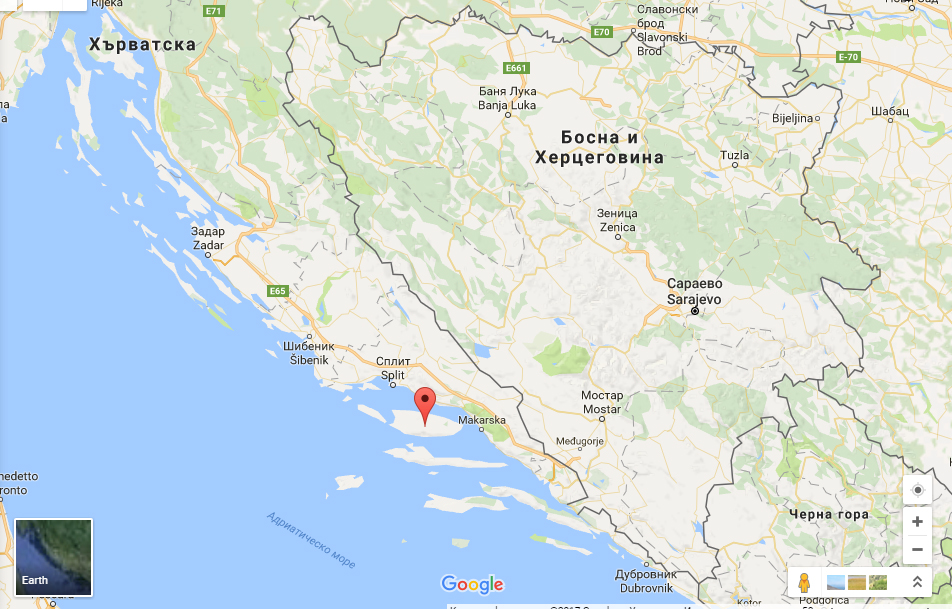 Rijeka
E71
Славонски
брод
Slavonski
Brod
E70
Хърватска
E-70
E661
Баня Лука
Banja Luka
Шабац
Bijeljina
Босна и
Херцеговина
Tuzla
Зеница
Zenica
Задар
Zadar
Сараево
Sarajevo
E65
Шибеник
Šibenik
Сплит
Split
Мостар
Mostar
Makarska
Međugorje
Черна гора
Адриатическо море
Earth
Google
Дубровник
Dubrovnik
Kotor
Podgorica